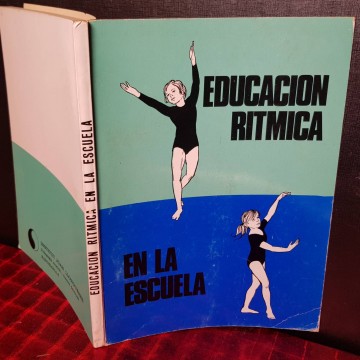 EDUCACION
RITMICA
EN LA
ESCUELA
EDUCACION RITMICA EN LA ESCUELA